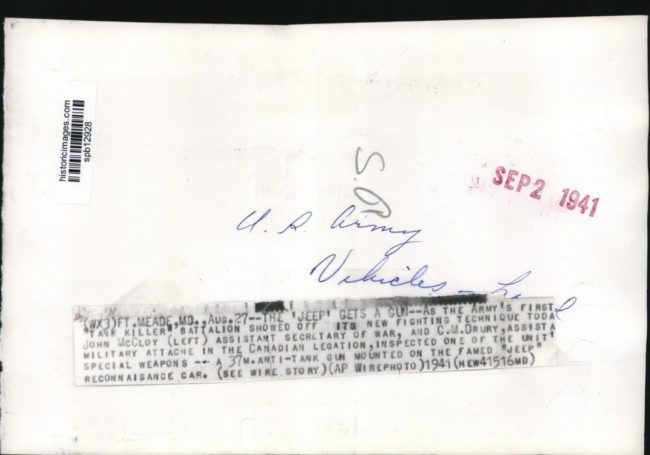 historicimages.com
spb12928
S
SEP 2 1941
U. S. Army
Vehicles -
(WX3)FT. MEADE,MD.,AUG.27--THE 'JEEP' GETS A GUN--AS THE ARMY'S FIRST
'TANK KILLER' BATTALION SHOWED OFF ITS NEW FIGHTING TECHNIQUE TODA
JOHN MCCLOY (LEFT) ASSISTANT SECRETARY OF WAR, AND C.M.DRURY, ASSISTA
MILITARY ATTACHE IN THE CANADIAN LEGATION, INSPECTED ONE OF THE UNIT'
SPECIAL WEAPONS -- A 37M.ANTI-TANK GUN MOUNTED ON THE FAMED "JEEP"
RECONNAISANCE CAR. (SEE WIRE STORY)(AP WIREPHOTO)1941(HEW41516MD)